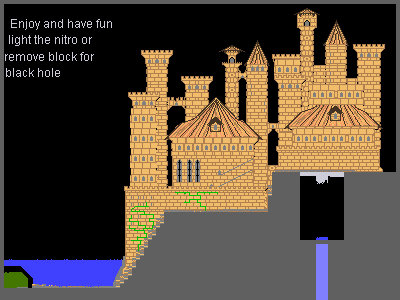 Enjoy and have fun
light the nitro or
remove block for
black hole